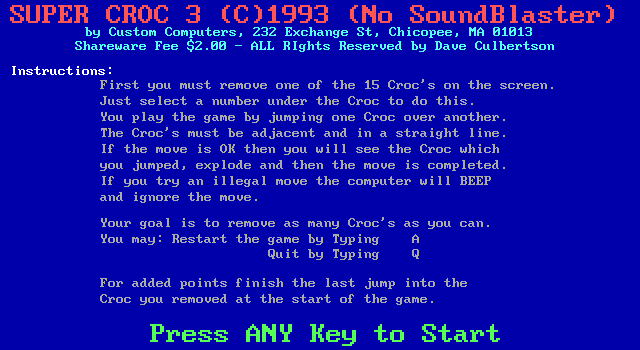 SUPER CROC 3 (C)1993 (No SoundBlaster)
by Custom Computers, 232 Exchange St, Chicopee, MA 01013
Shareware Fee $2.00 - ALL RIghts Reserved by Dave Culbertson
Instructions:
First you must remove one of the 15 Croc's on the screen.
Just select a number under the Croc to do this.
You play the game by jumping one Croc over another.
The Croc's must be adjacent and in a straight line.
If the move is OK then you will see the Croc which
you jumped, explode and then the move is completed.
If you try an illegal move the computer will BEEP
and ignore the move.
Your goal is to remove as many Croc's as you can.
You may: Restart the game by Typing A
Quit by Typing Q
For added points finish the last jump into the
Croc you removed at the start of the game.
Press ANY Key to Start